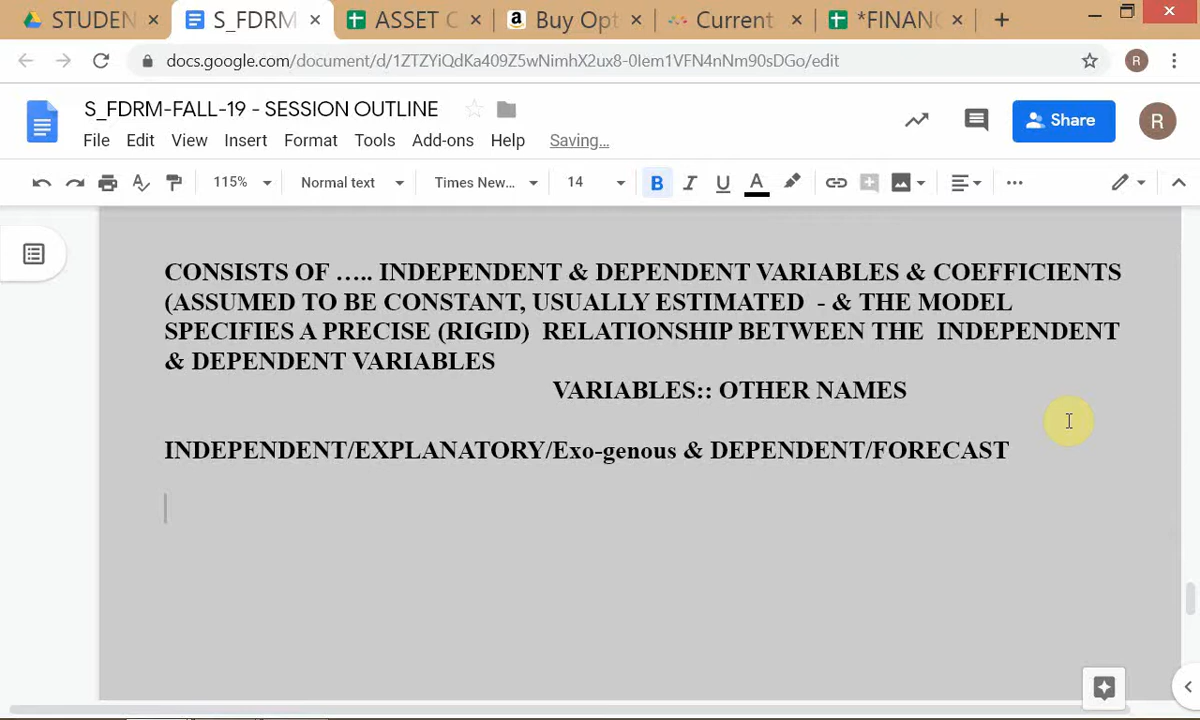 STUDEN
S_FDRM
ASSET C
Buy Opt
Current
*FINANC
docs.google.com/document/d/1ZTZYiQdKa409Z5wNimhX2ux8-0Iem1VFN4nNm90sDGo/edit
R
S_FDRM-FALL-19 - SESSION OUTLINE
File Edit View Insert Format Tools Add-ons Help Saving...
Share
R
115% Normal text Times New... 14 B I U A
CONSISTS OF ….. INDEPENDENT & DEPENDENT VARIABLES & COEFFICIENTS
(ASSUMED TO BE CONSTANT, USUALLY ESTIMATED - & THE MODEL
SPECIFIES A PRECISE (RIGID) RELATIONSHIP BETWEEN THE INDEPENDENT
& DEPENDENT VARIABLES
VARIABLES:: OTHER NAMES
INDEPENDENT/EXPLANATORY/Exo-genous & DEPENDENT/FORECAST